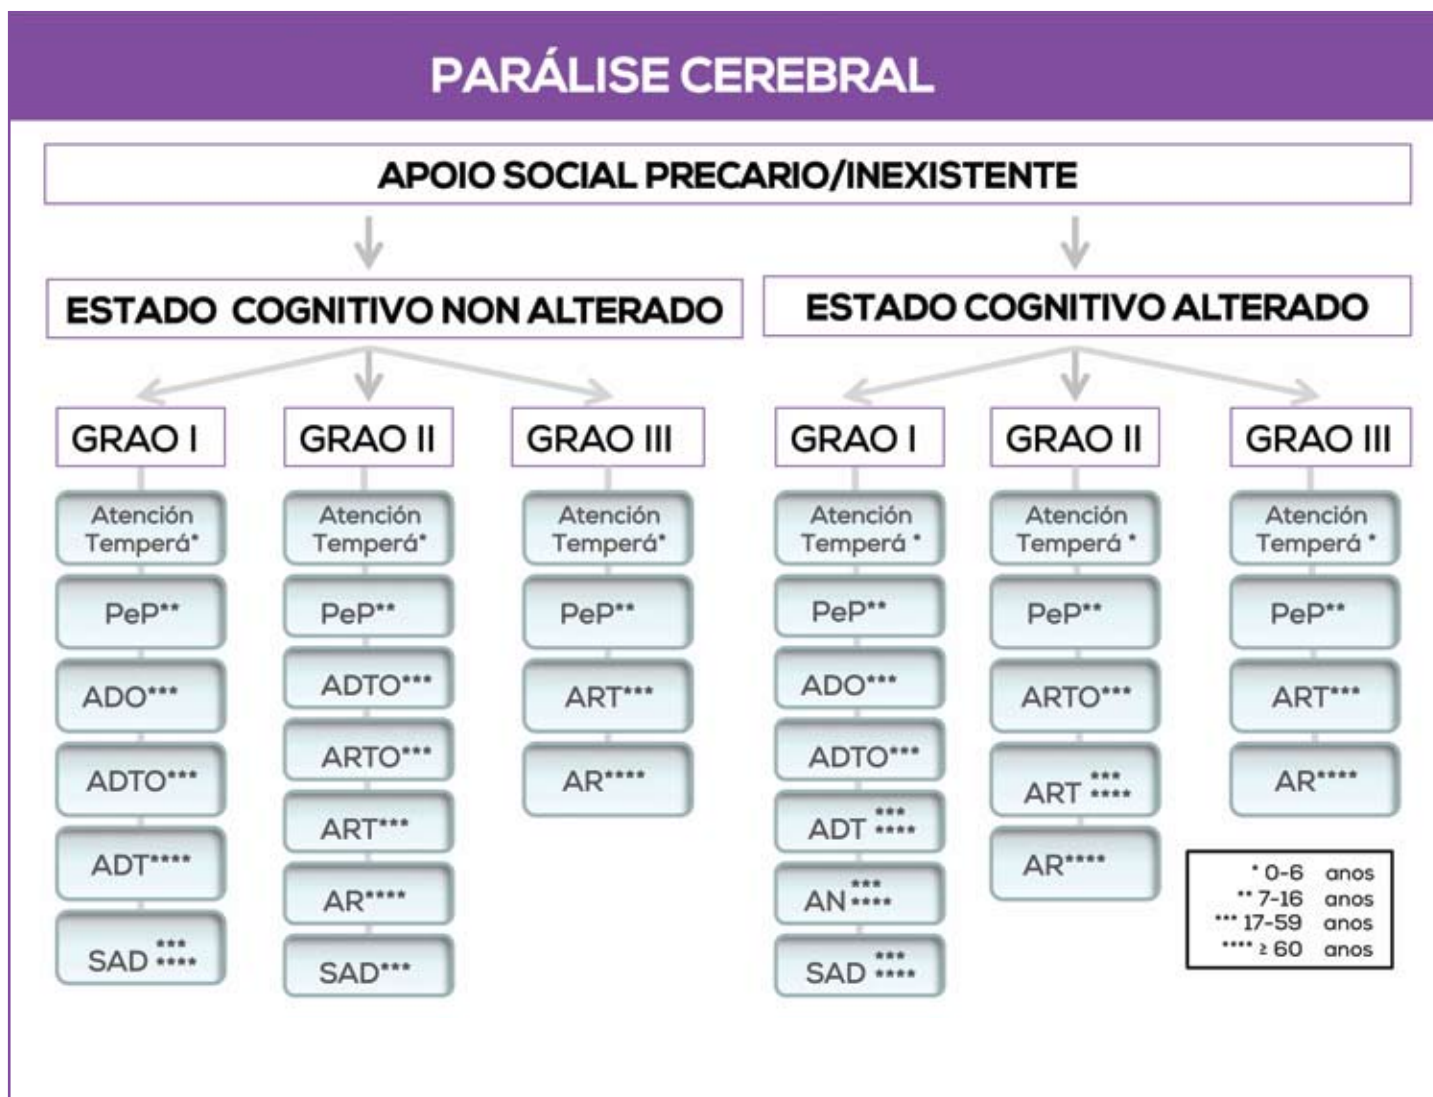 PARÁLISE CEREBRAL
APOIO SOCIAL PRECARIO/INEXISTENTE
ESTADO COGNITIVO NON ALTERADO
GRAO I
Atención
Temperá*
PeP**
ADO***
ADTO***
ADT****
SAD ***
****
GRAO II
Atención
Temperá*
PeP**
ADTO***
ARTO***
ART***
AR****
SAD***
GRAO III
Atención
Temperá*
PeP**
ART***
AR****
ESTADO COGNITIVO ALTERADO
GRAO I
Atención
Temperá *
PeP**
ADO***
ADTO***
ADT ***
****
AN ***
****
SAD ***
****
GRAO II
Atención
Temperá *
PeP**
ARTO***
ART ***
****
AR****
GRAO III
Atención
Temperá *
PeP**
ART***
AR****
* 0-6 anos
** 7-16 anos
*** 17-59 anos
**** ≥ 60 anos